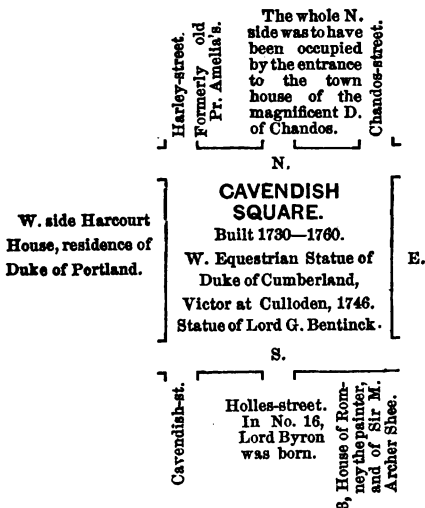 Harley-street.
Formerly old
Pr. Amelia's.
The whole N.
side was to have
been occupied
by the entrance
to the town
house of the
magnificent D.
of Chandos.
Chandos-street.
N.
W. side Harcourt
House, residence of
Duke of Portland.
CAVENDISH
SQUARE.
Built 1730—1760.
W. Equestrian Statue of
Duke of Cumberland,
Victor at Culloden, 1746.
Statue of Lord G. Bentinck.
E.
S.
Cavendish-st.
Holles-street.
In No. 16,
Lord Byron
was born.
8, House of Rom-
ney the painter,
and of Sir M.
Archer Shee.